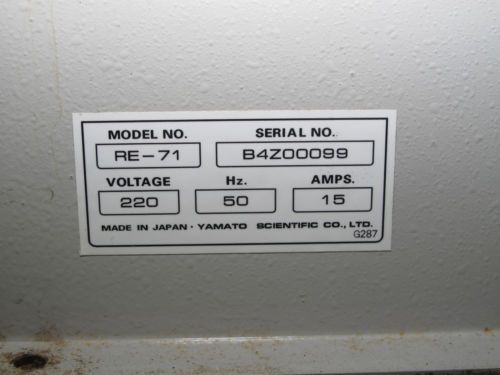 MODEL NO. SERIAL NO.
RE-71 B4Z00099
VOLTAGE Hz. AMPS.
220 50 15
MADE IN JAPAN · YAMATO SCIENTIFIC CO., LTD.
G287